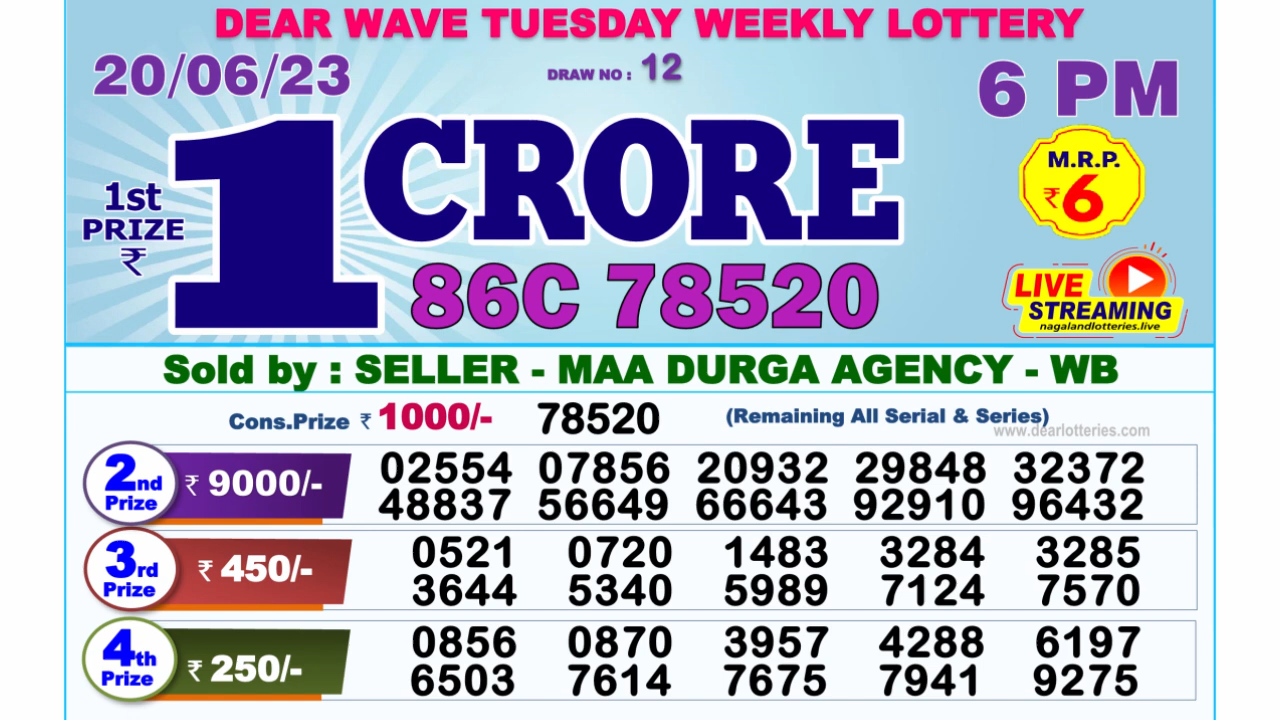 DEAR WAVE TUESDAY WEEKLY LOTTERY
20/06/23
DRAW NO : 12
6 PM
1st
PRIZE
₹
1 CRORE
M.R.P.
₹6
86C 78520
LIVE
STREAMING
nagalandlotteries.live
Sold by : SELLER - MAA DURGA AGENCY - WB
Cons.Prize ₹ 1000/- 78520 (Remaining All Serial & Series)
www.dearlotteries.com
2nd Prize ₹ 9000/-
02554 07856 20932 29848 32372
48837 56649 66643 92910 96432
3rd Prize ₹ 450/-
0521 0720 1483 3284 3285
3644 5340 5989 7124 7570
4th Prize ₹ 250/-
0856 0870 3957 4288 6197
6503 7614 7675 7941 9275